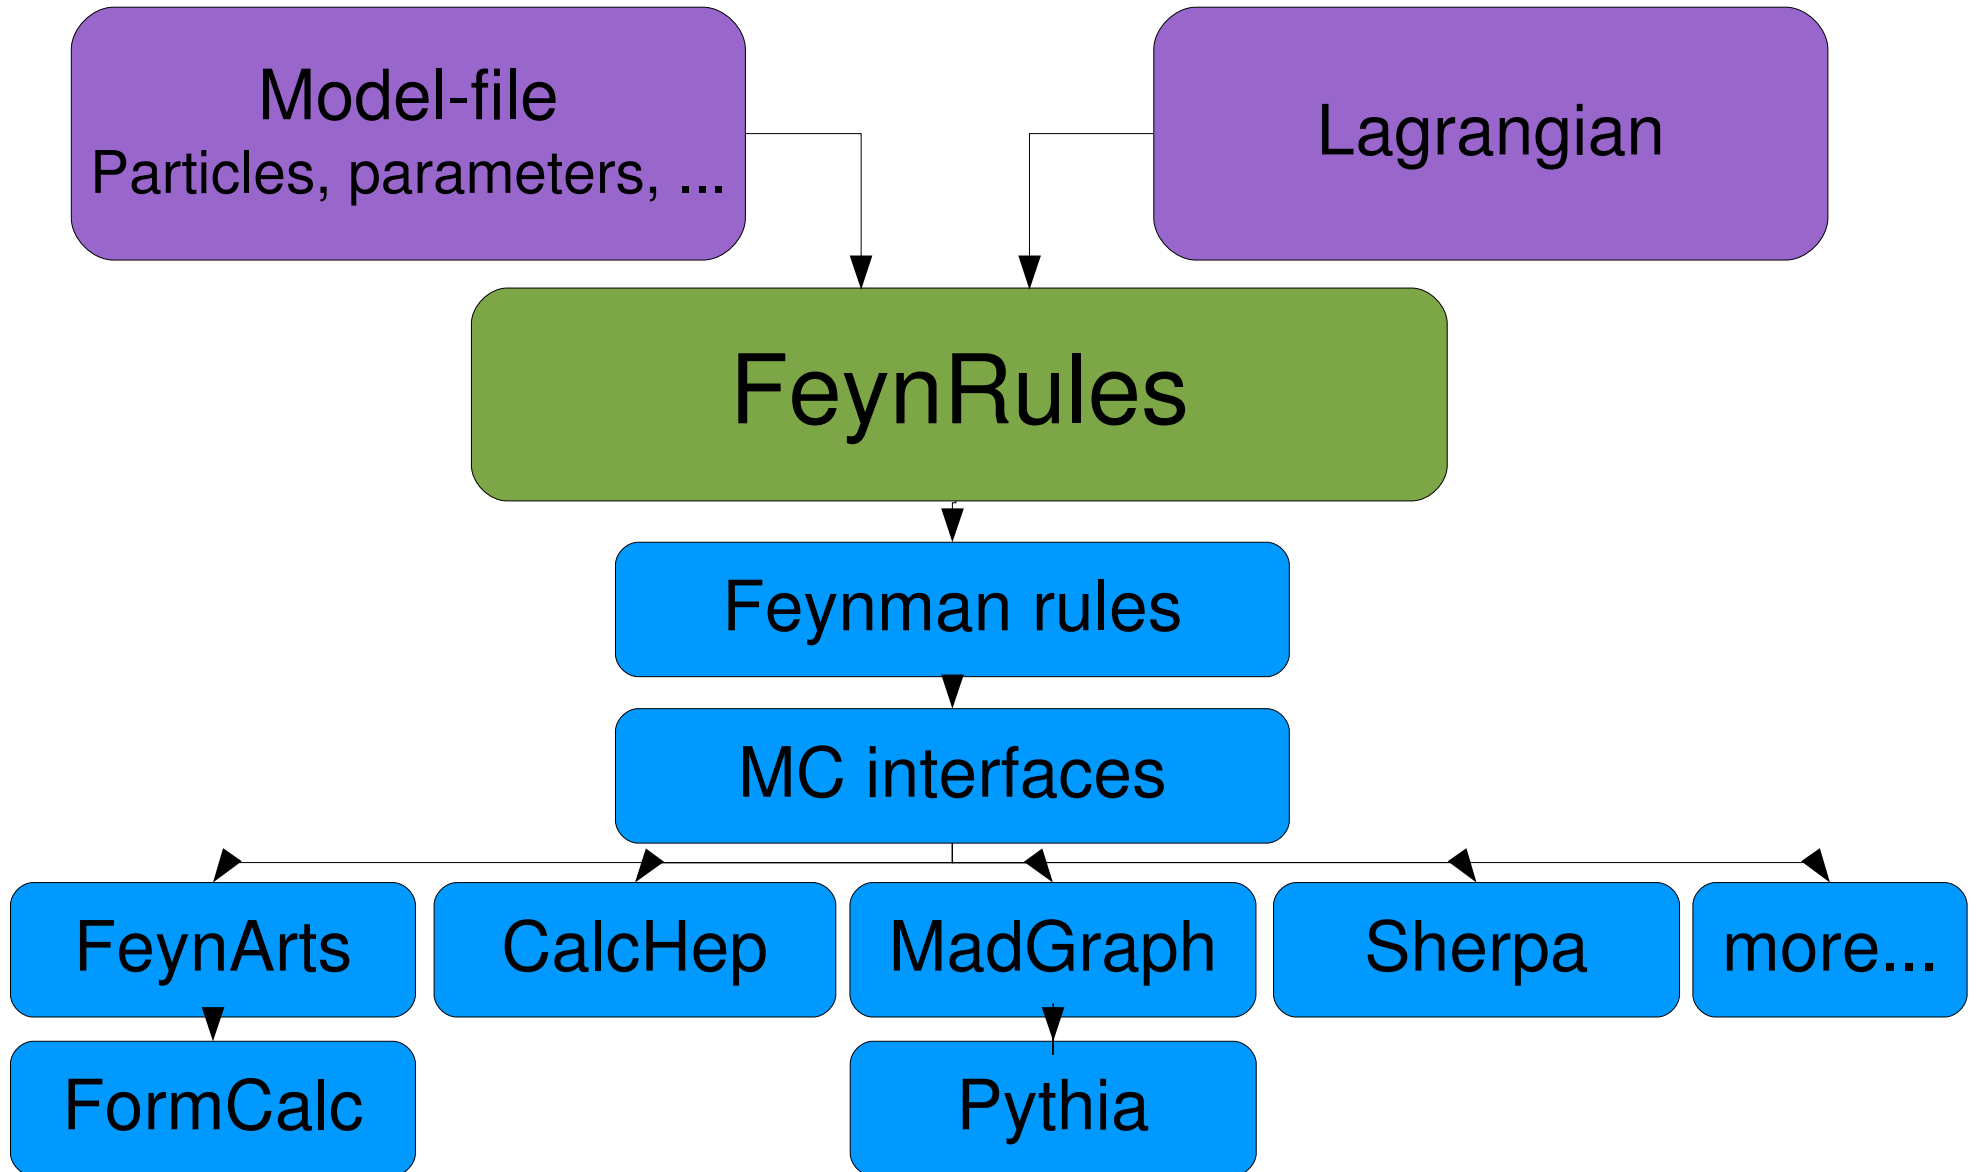 Model-file
Particles, parameters, ...
Lagrangian
FeynRules
Feynman rules
MC interfaces
FeynArts
CalcHep
MadGraph
Sherpa
more...
FormCalc
Pythia